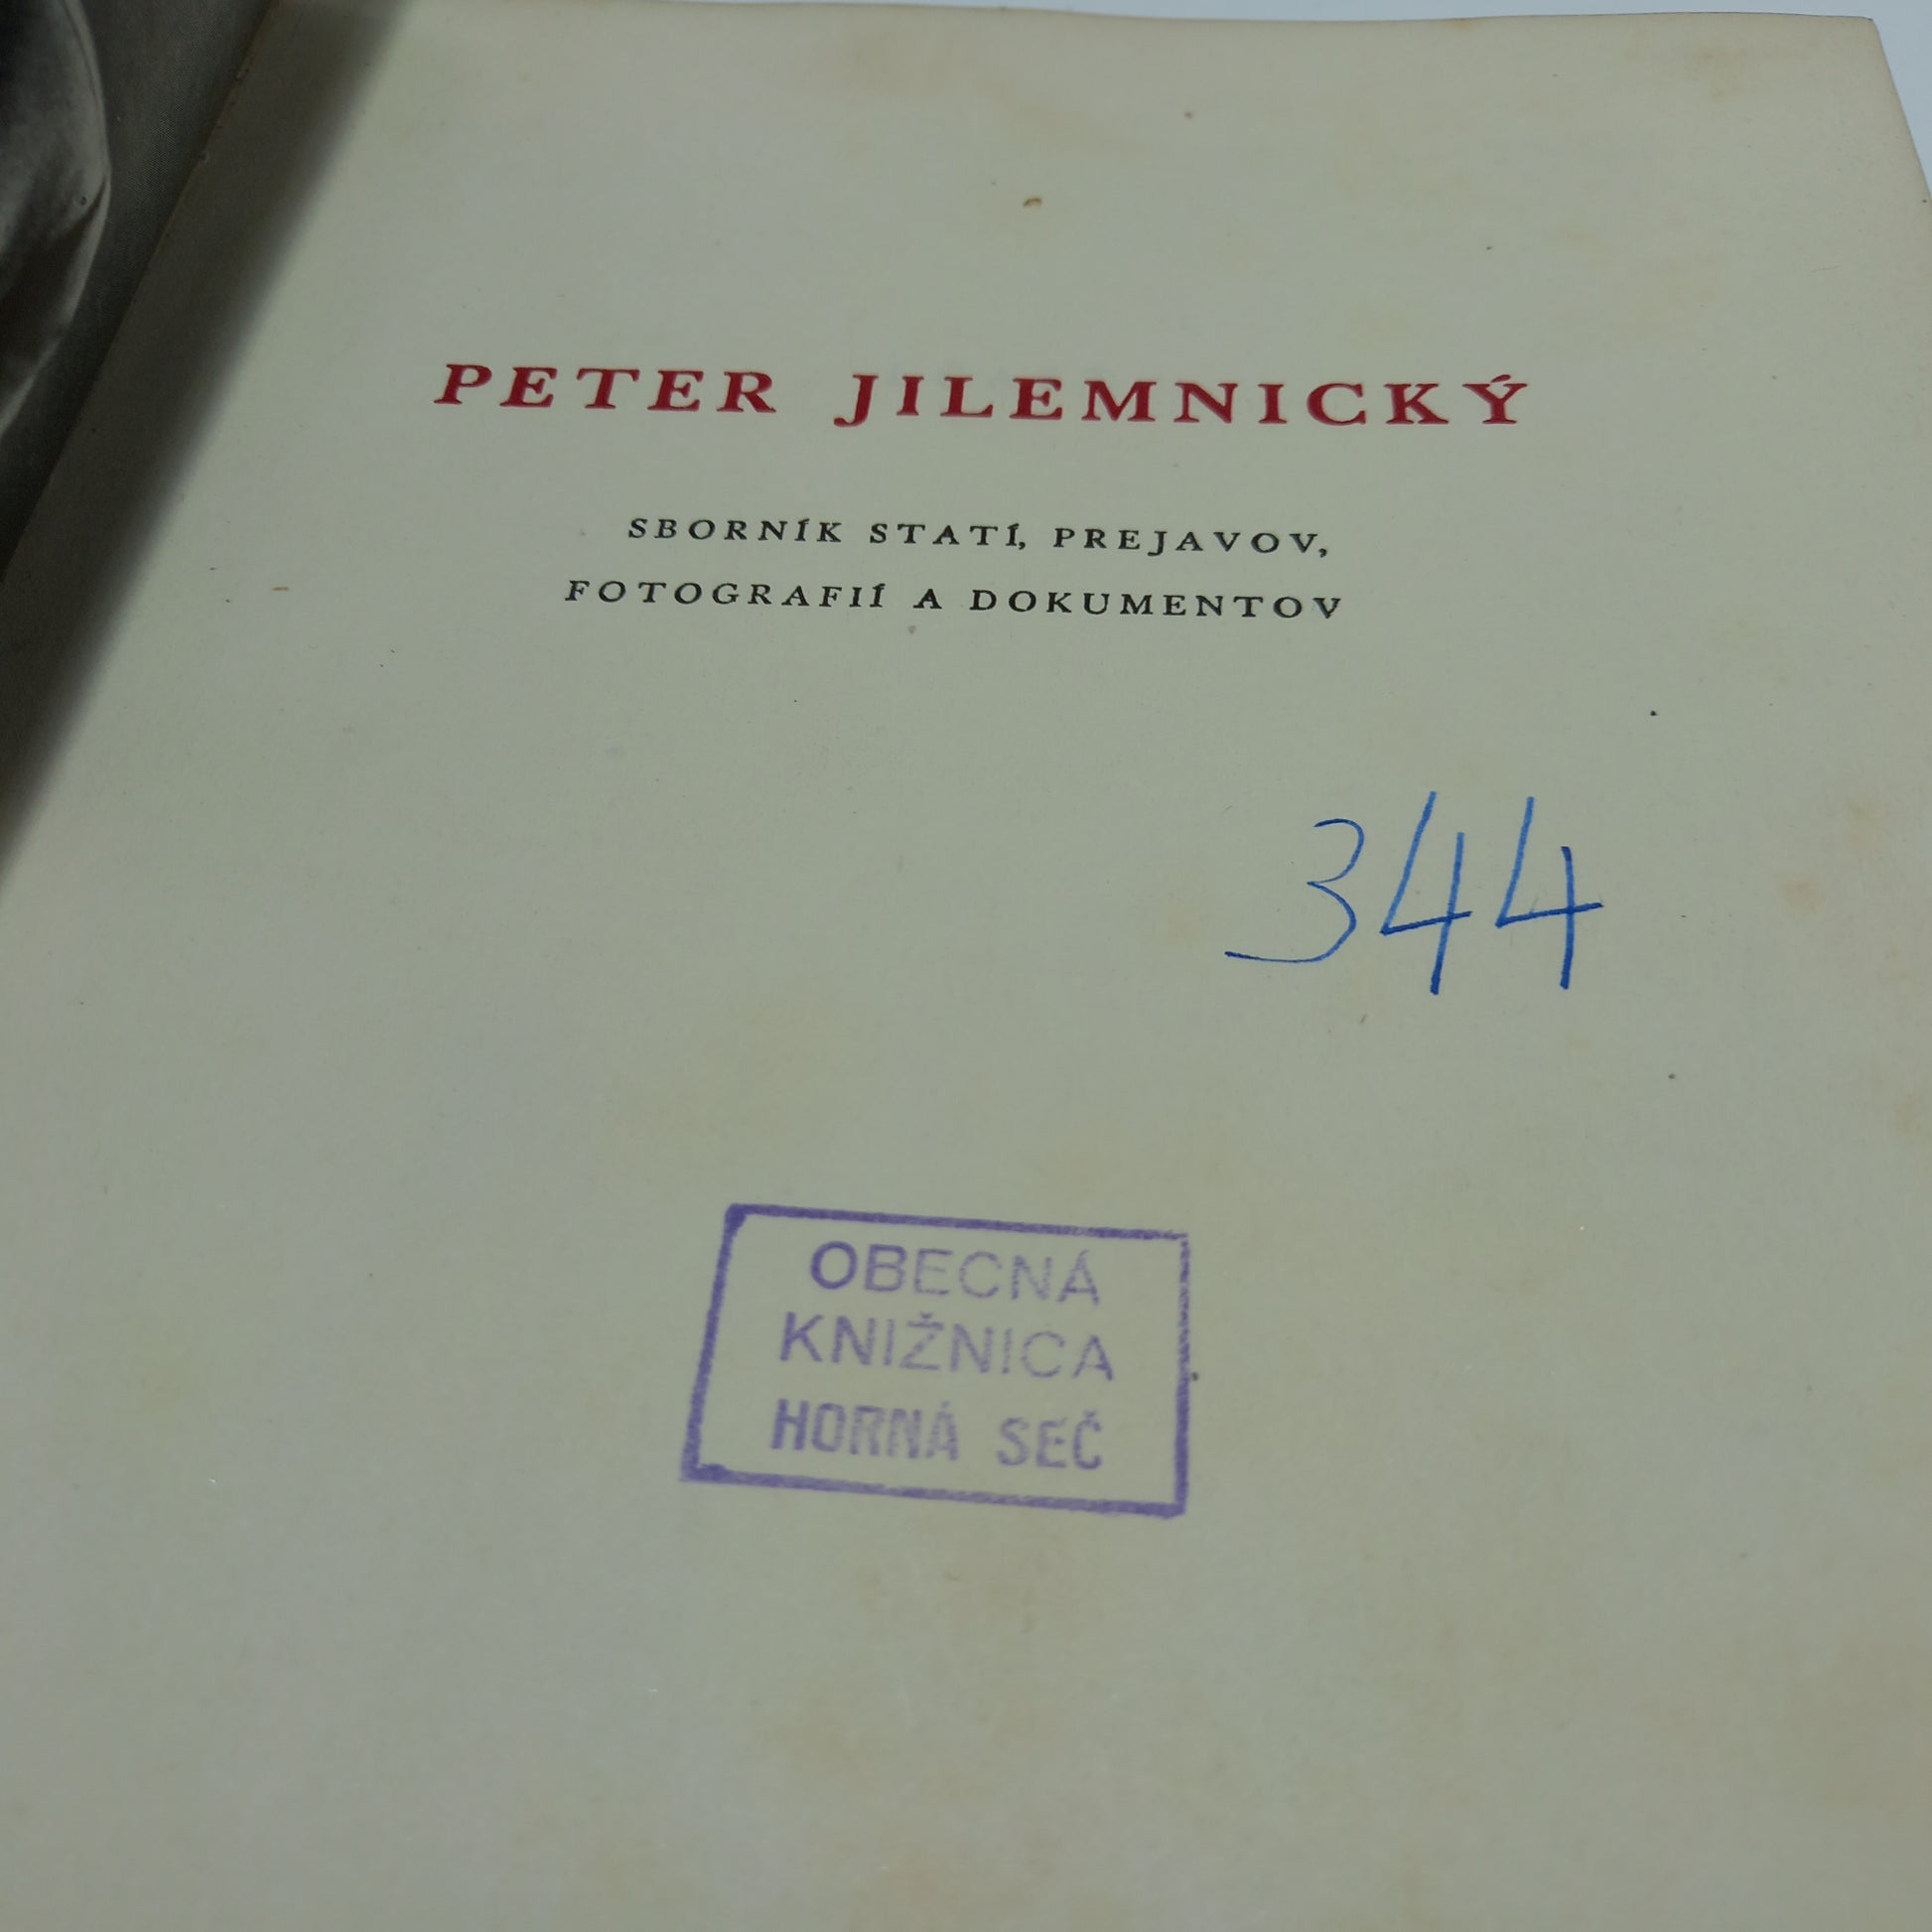 PETER JILEMNICKÝ
SBORNÍK STATÍ, PREJAVOV,
FOTOGRAFIÍ A DOKUMENTOV
344
OBECNÁ
KNIŽNICA
HORNÁ SEČ